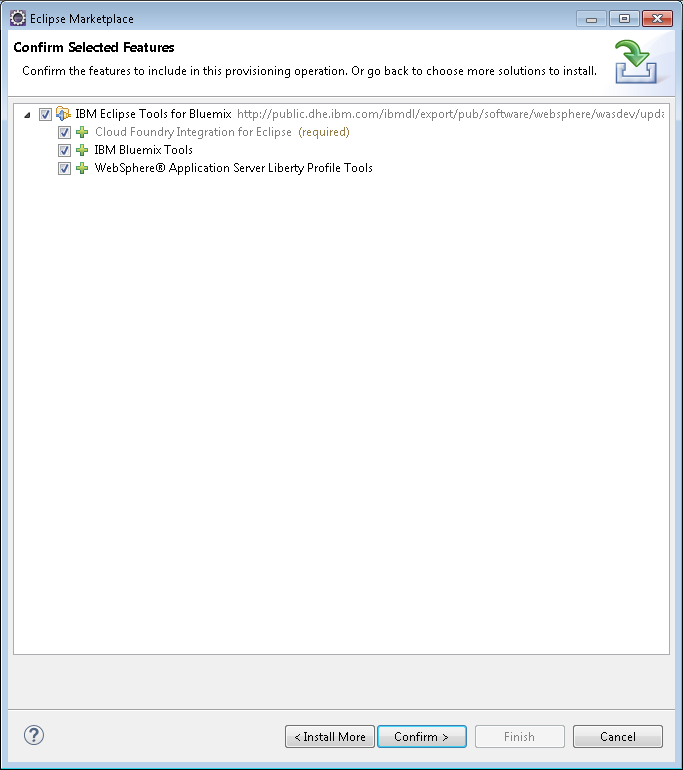 Eclipse Marketplace
Confirm Selected Features
Confirm the features to include in this provisioning operation. Or go back to choose more solutions to install.
IBM Eclipse Tools for Bluemix http://public.dhe.ibm.com/ibmdl/export/pub/software/websphere/wasdev/upda
Cloud Foundry Integration for Eclipse (required)
IBM Bluemix Tools
WebSphere® Application Server Liberty Profile Tools
< Install More Confirm > Finish Cancel